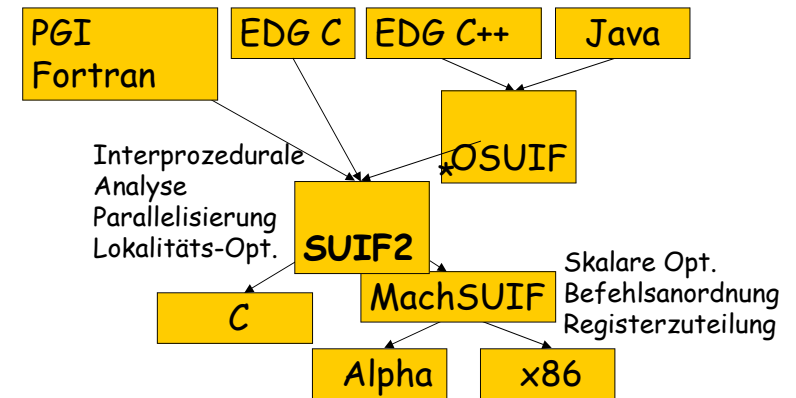 PGI
Fortran
EDG C
EDG C++
Java
*OSUIF
Interprozedurale
Analyse
Parallelisierung
Lokalitäts-Opt.
SUIF2
Skalare Opt.
Befehlsanordnung
Registerzuteilung
MachSUIF
C
Alpha
x86